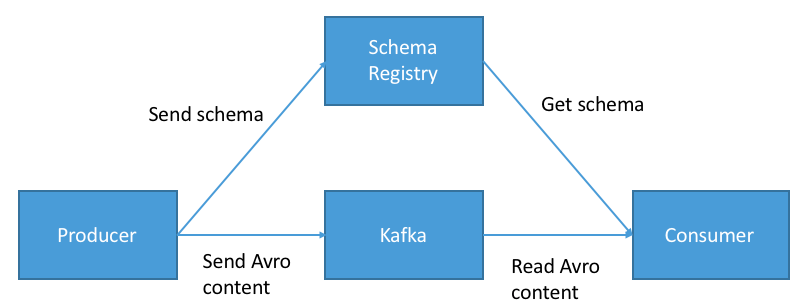 Schema
Registry
Send schema
Get schema
Producer
Kafka
Consumer
Send Avro
content
Read Avro
content